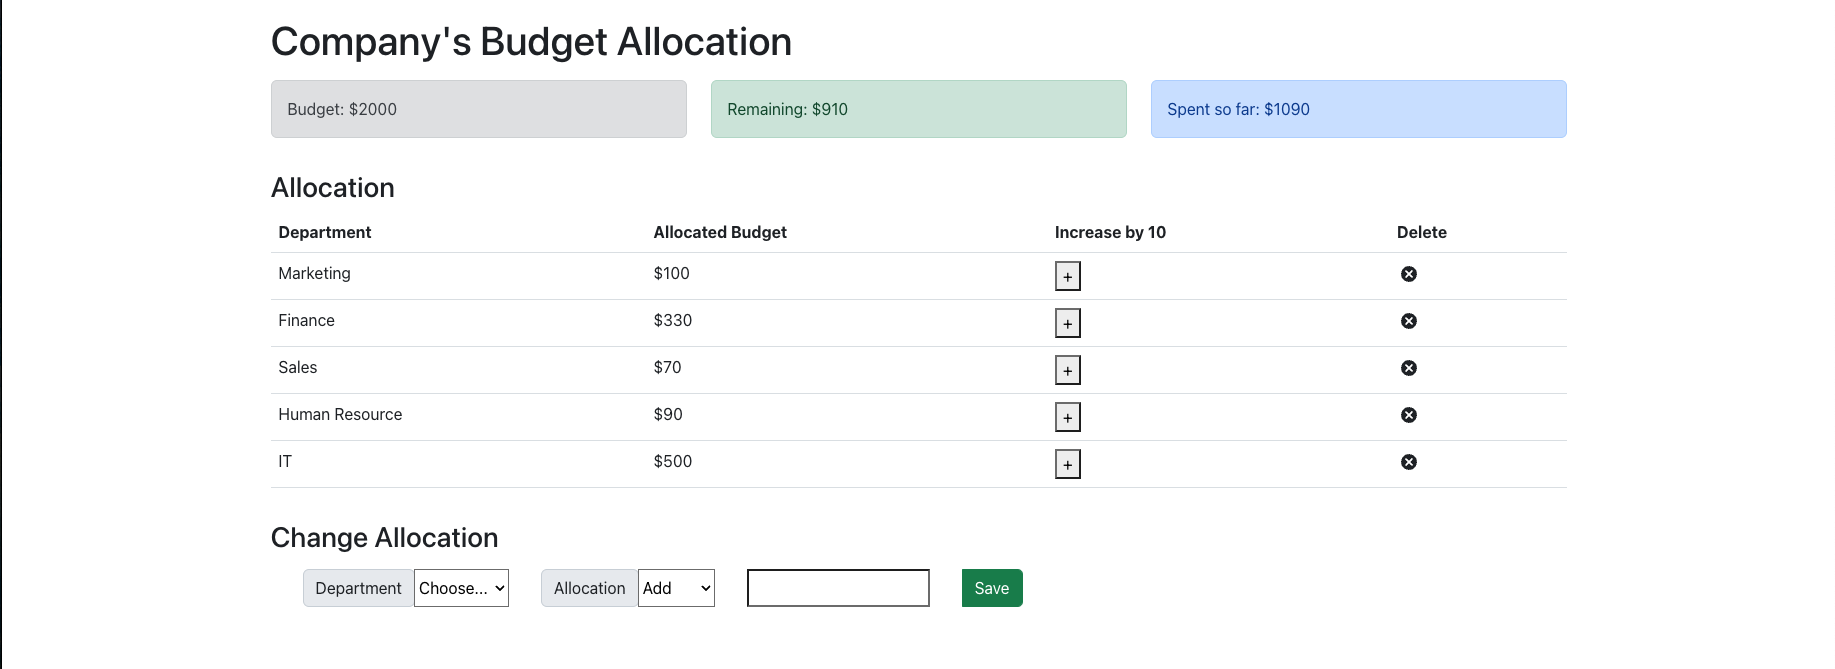 Company's Budget Allocation
Budget: $2000 Remaining: $910 Spent so far: $1090
Allocation
Department Allocated Budget Increase by 10 Delete
Marketing $100 +
Finance $330 +
Sales $70 +
Human Resource $90 +
IT $500 +
Change Allocation
Department Choose... Allocation Add Save